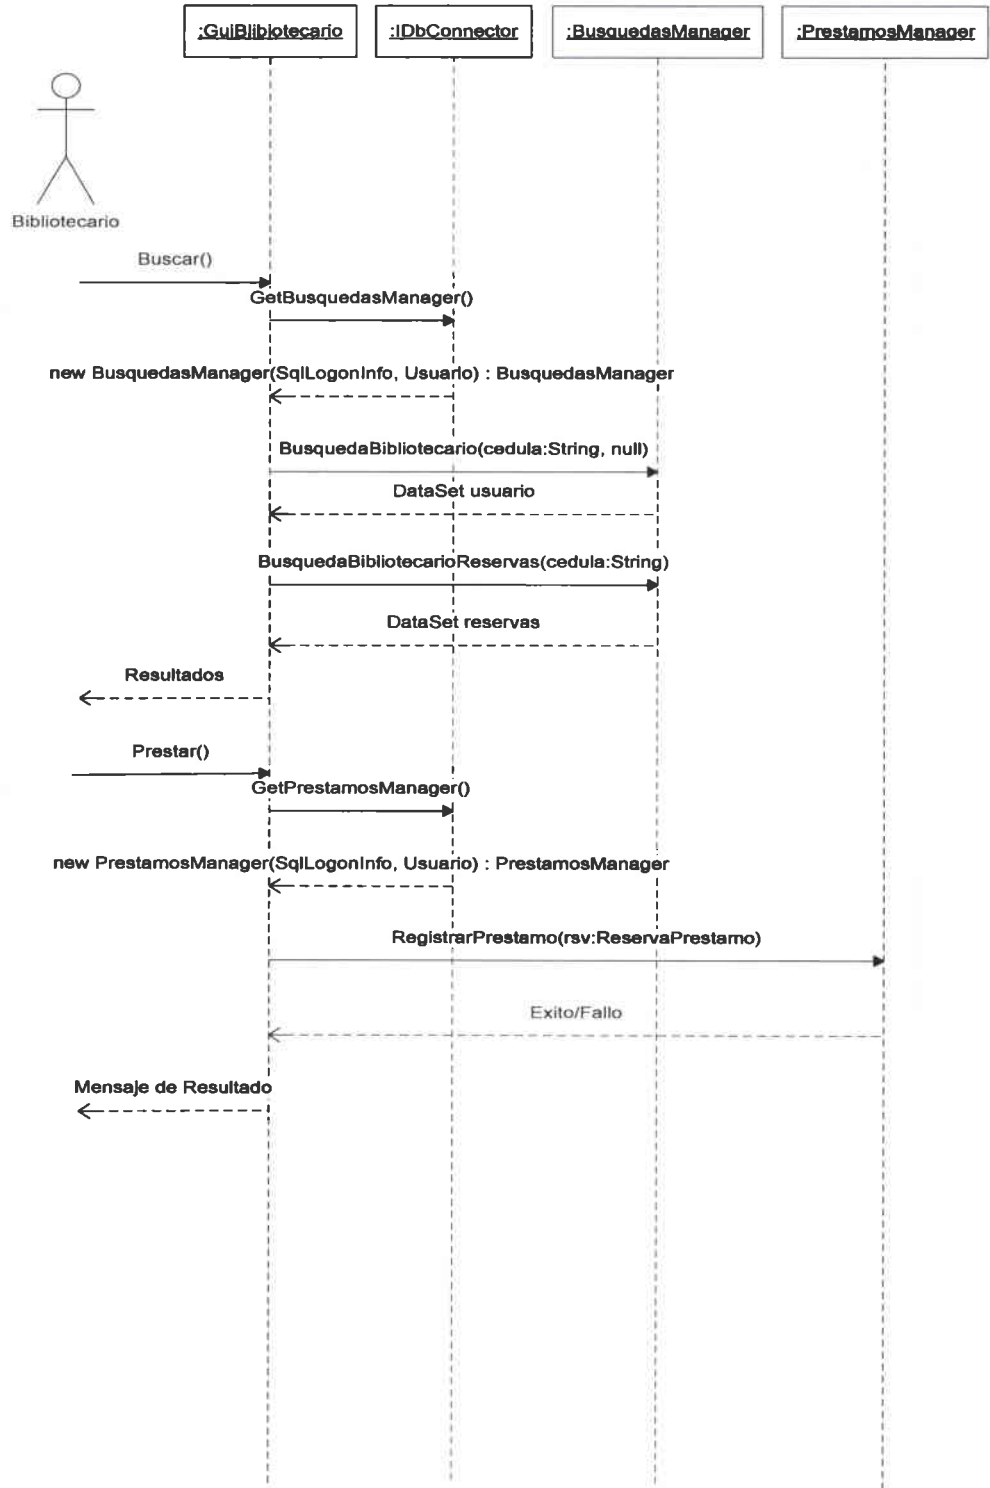 :GuiBlibiotecario :IDbConnector :BusquedasManager :PrestamosManager
Bibliotecario
Buscar()
GetBusquedasManager()
new BusquedasManager(SqlLogonInfo, Usuario) : BusquedasManager
BusquedaBibliotecario(cedula:String, null)
DataSet usuario
BusquedaBibliotecarioReservas(cedula:String)
DataSet reservas
Resultados
Prestar()
GetPrestamosManager()
new PrestamosManager(SqlLogonInfo, Usuario) : PrestamosManager
RegistrarPrestamo(rsv:ReservaPrestamo)
Exito/Fallo
Mensaje de Resultado